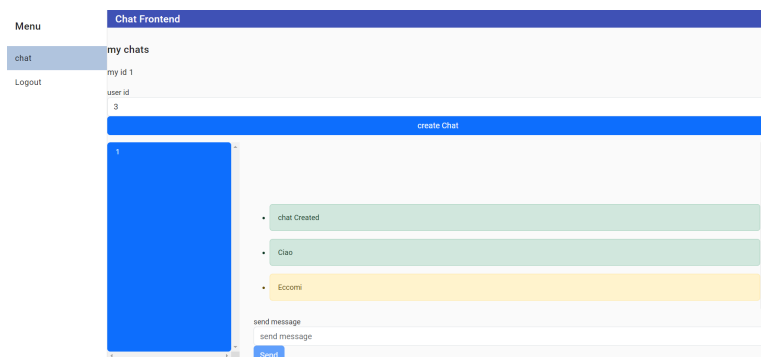 Menu
chat
Logout
Chat Frontend
my chats
my id 1
user id
3
create Chat
1
chat Created
Ciao
Eccomi
send message
send message
Send